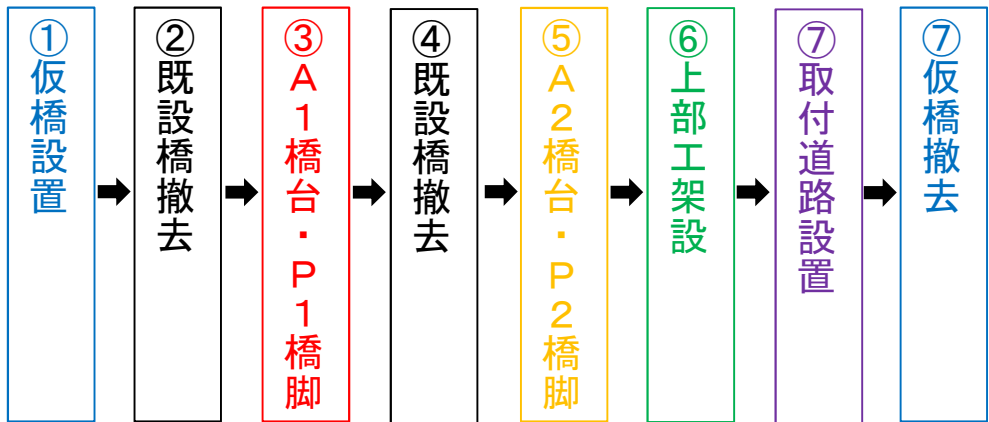 ①仮橋設置
②既設橋撤去
③A1橋台・P1橋脚
④既設橋撤去
⑤A2橋台・P2橋脚
⑥上部工架設
⑦取付道路設置
⑦仮橋撤去